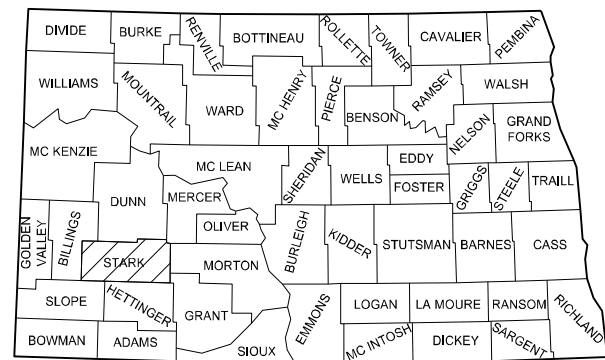 DIVIDE
BURKE
RENVILLE
BOTTINEAU
ROLLETTE
TOWNER
CAVALIER
PEMBINA
WILLIAMS
MOUNTRAIL
WARD
MC HENRY
PIERCE
BENSON
RAMSEY
WALSH
NELSON
GRAND
FORKS
MC KENZIE
DUNN
MC LEAN
MERCER
OLIVER
SHERIDAN
WELLS
EDDY
FOSTER
GRIGGS
STEELE
TRAILL
GOLDEN
VALLEY
BILLINGS
STARK
MORTON
BURLEIGH
KIDDER
STUTSMAN
BARNES
CASS
SLOPE
HETTINGER
GRANT
EMMONS
LOGAN
LA MOURE
RANSOM
RICHLAND
BOWMAN
ADAMS
SIOUX
MC INTOSH
DICKEY
SARGENT